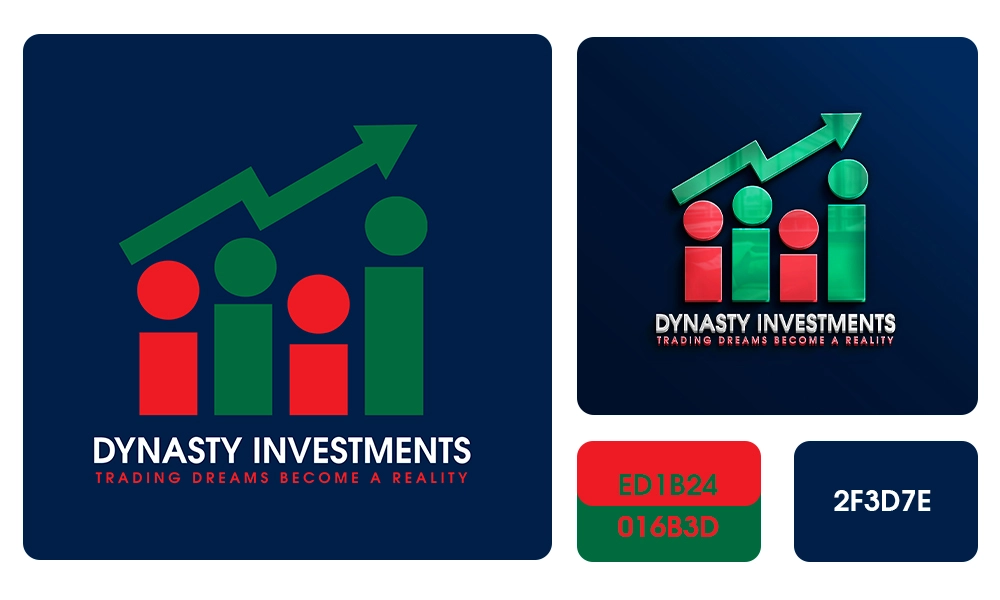 DYNASTY INVESTMENTS
TRADING DREAMS BECOME A REALITY
DYNASTY INVESTMENTS
TRADING DREAMS BECOME A REALITY
ED1B24
016B3D
2F3D7E